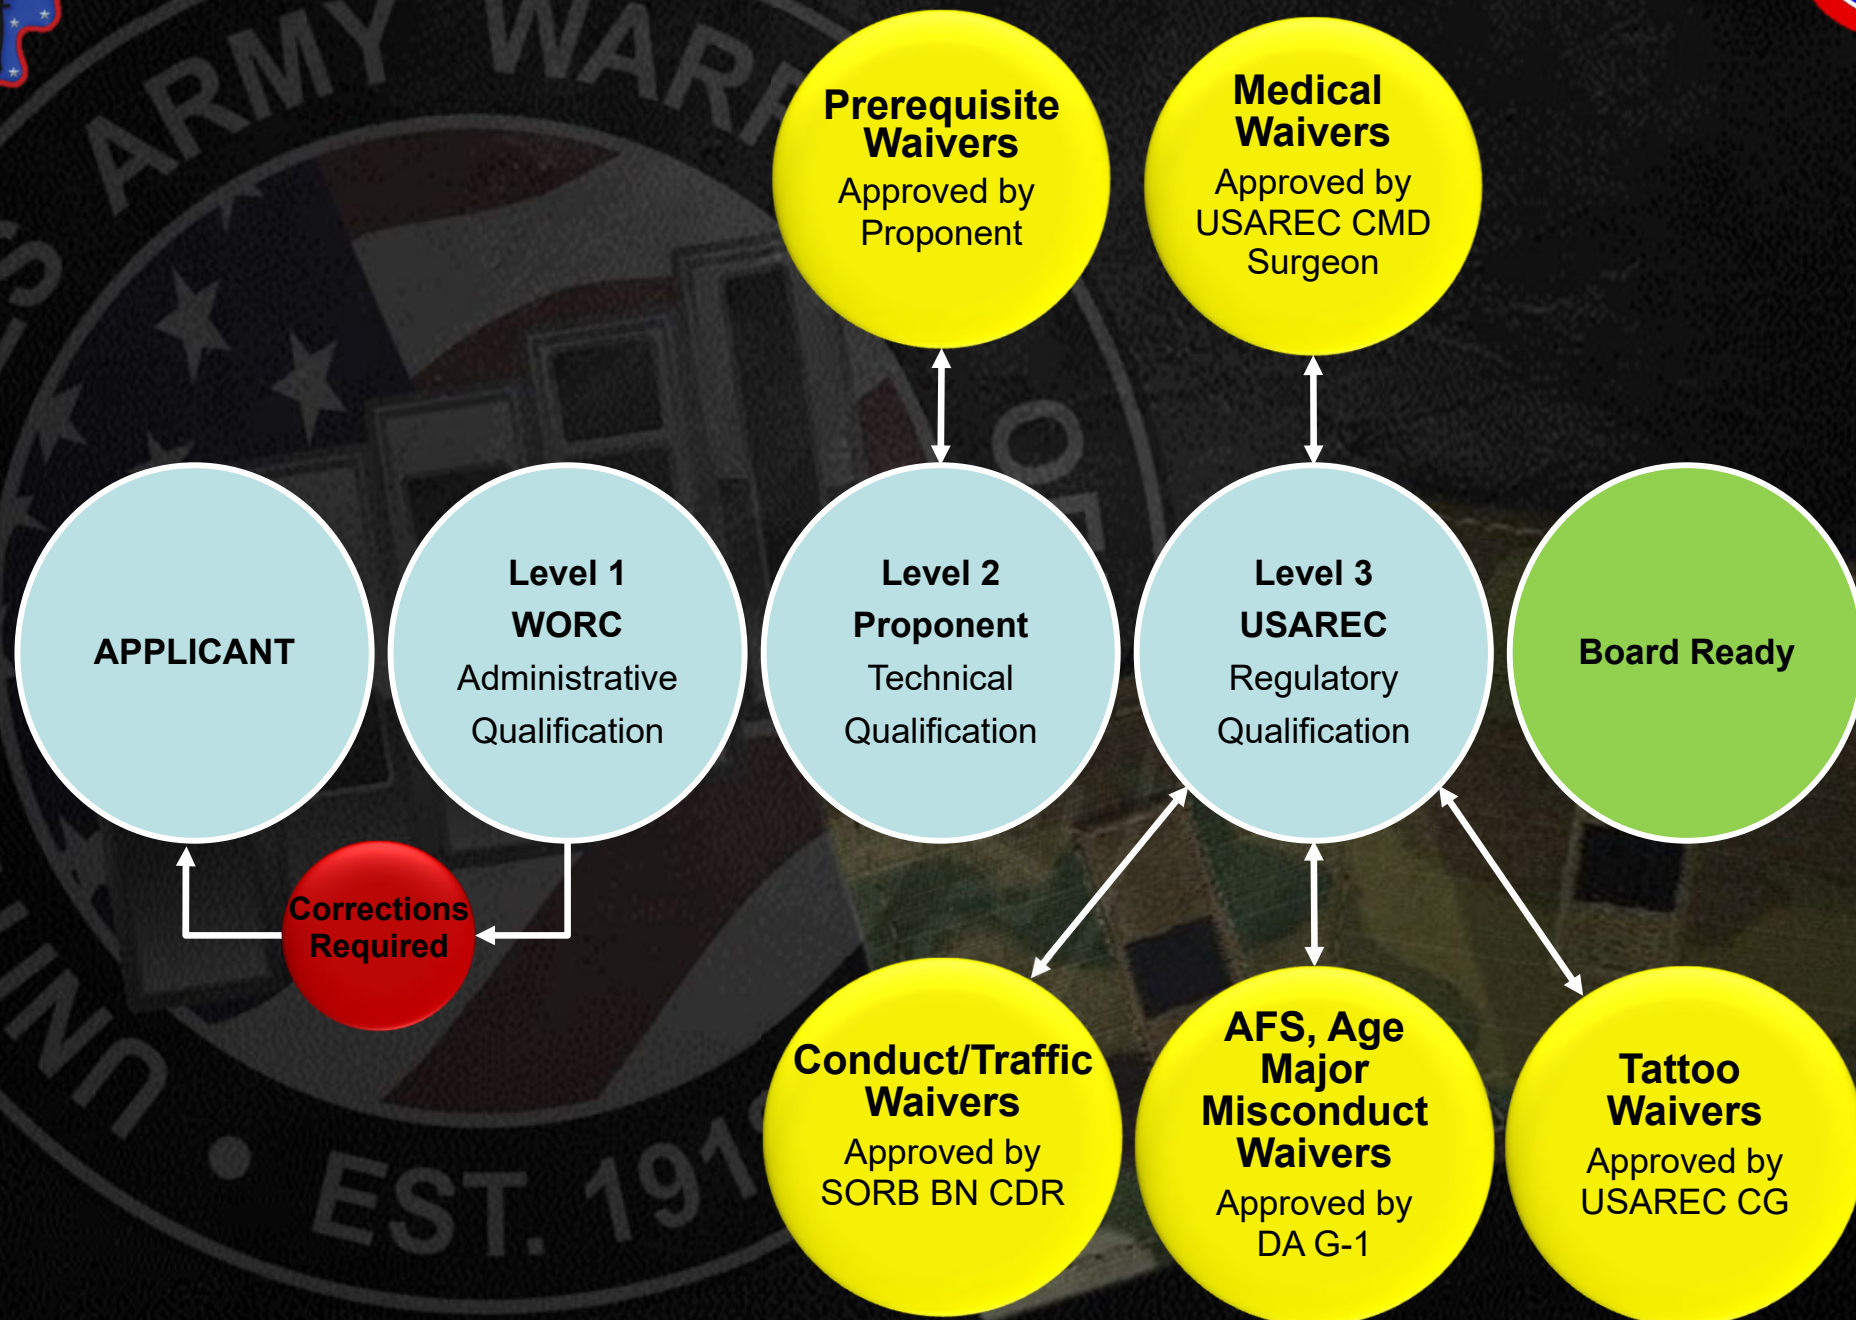 ARMY WAR
EST. 191
Prerequisite
Waivers
Approved by
Proponent
Medical
Waivers
Approved by
USAREC CMD
Surgeon
APPLICANT
Level 1
WORC
Administrative
Qualification
Level 2
Proponent
Technical
Qualification
Level 3
USAREC
Regulatory
Qualification
Board Ready
Corrections
Required
Conduct/Traffic
Waivers
Approved by
SORB BN CDR
AFS, Age
Major
Misconduct
Waivers
Approved by
DA G-1
Tattoo
Waivers
Approved by
USAREC CG